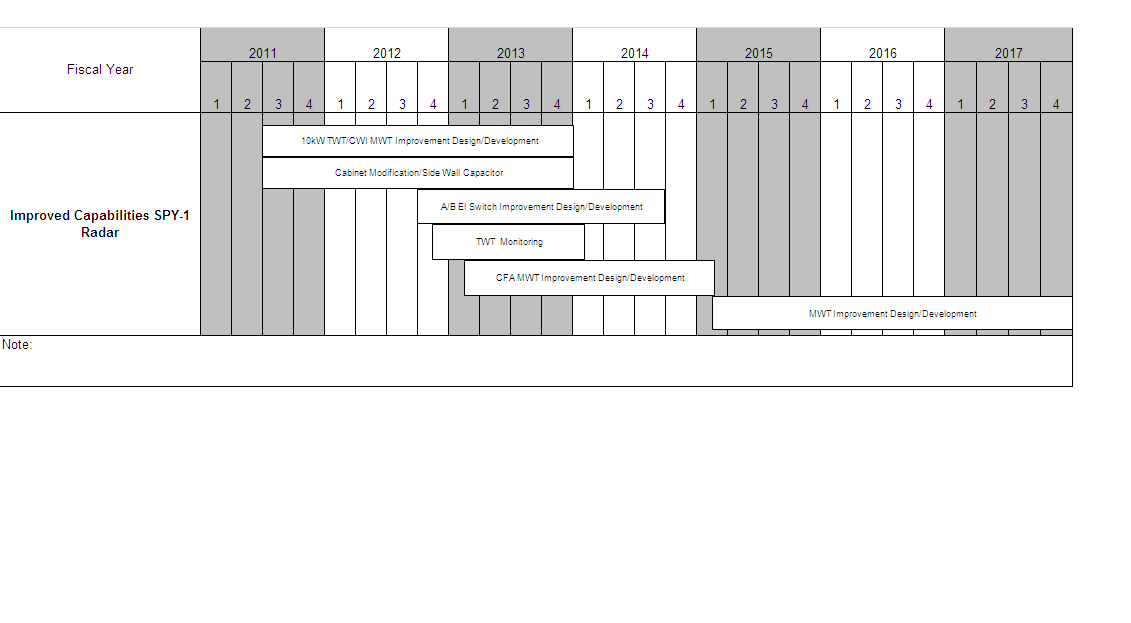 Fiscal Year
2011 2012 2013 2014 2015 2016 2017
1 2 3 4 1 2 3 4 1 2 3 4 1 2 3 4 1 2 3 4 1 2 3 4 1 2 3 4
10kW TWT/CWI MWT Improvement Design/Development
Cabinet Modification/Side Wall Capacitor
A/B EI Switch Improvement Design/Development
Improved Capabilities SPY-1
Radar
TWT Monitoring
CFA MWT Improvement Design/Development
MWT Improvement Design/Development
Note: